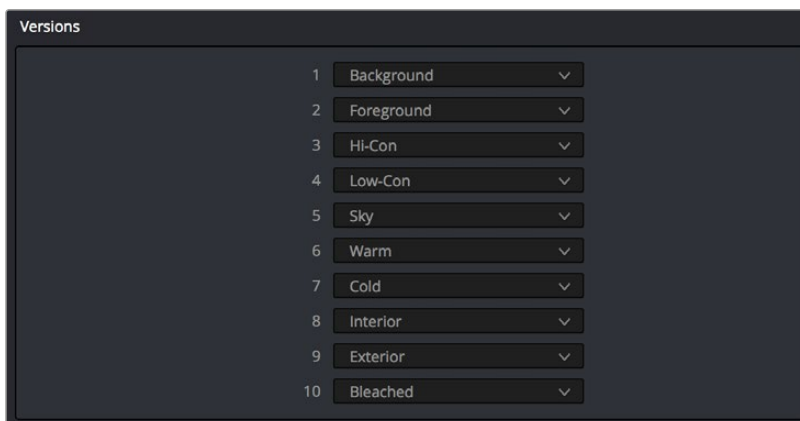 Versions
1 Background
2 Foreground
3 Hi-Con
4 Low-Con
5 Sky
6 Warm
7 Cold
8 Interior
9 Exterior
10 Bleached